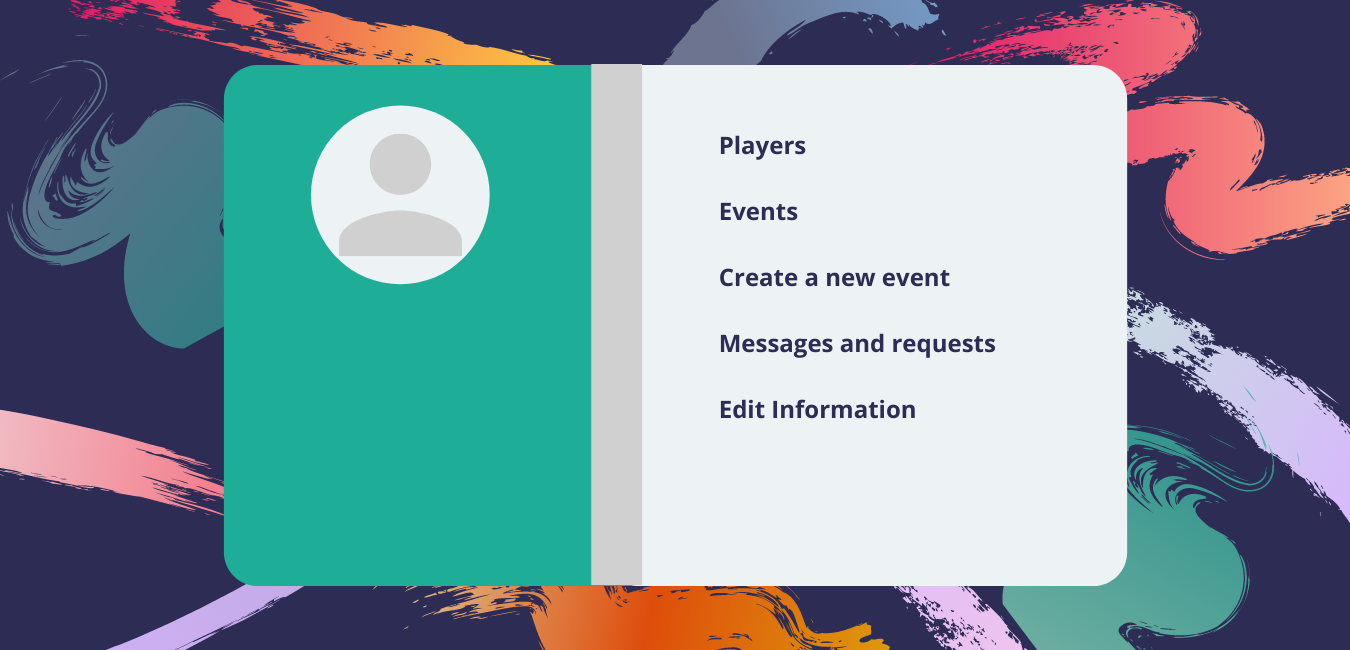 Players
Events
Create a new event
Messages and requests
Edit Information